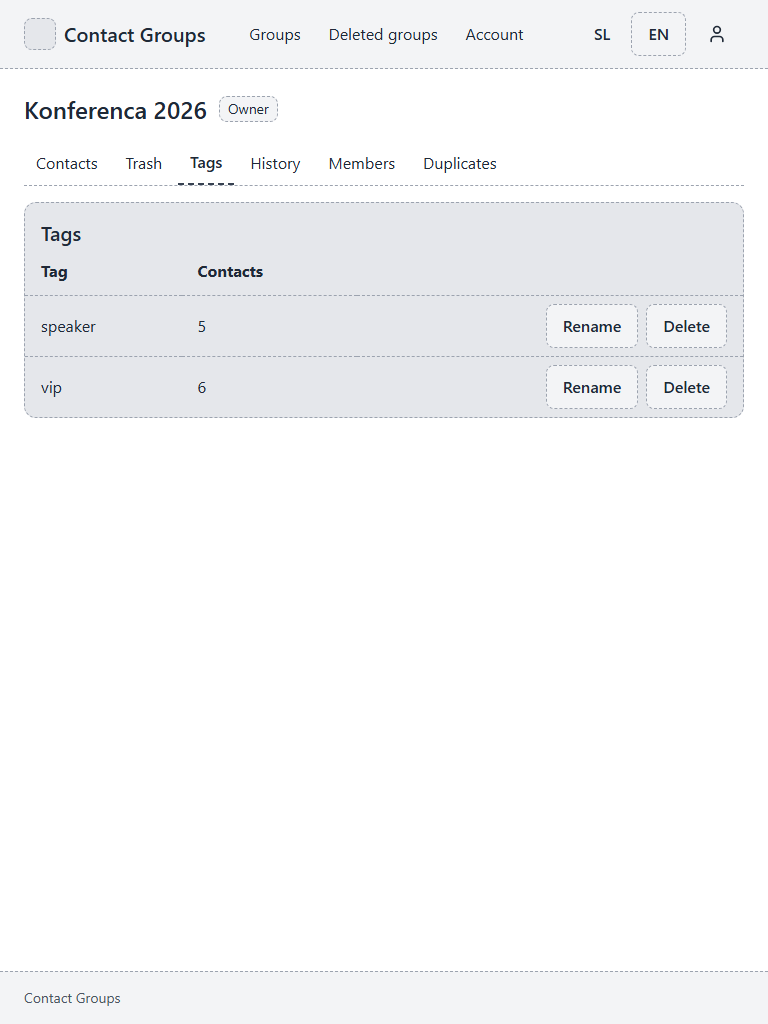 Contact Groups Groups Deleted groups Account SL EN
Konferenca 2026 Owner
Contacts Trash Tags History Members Duplicates
Tags
Tag Contacts
speaker 5 Rename Delete
vip 6 Rename Delete
Contact Groups